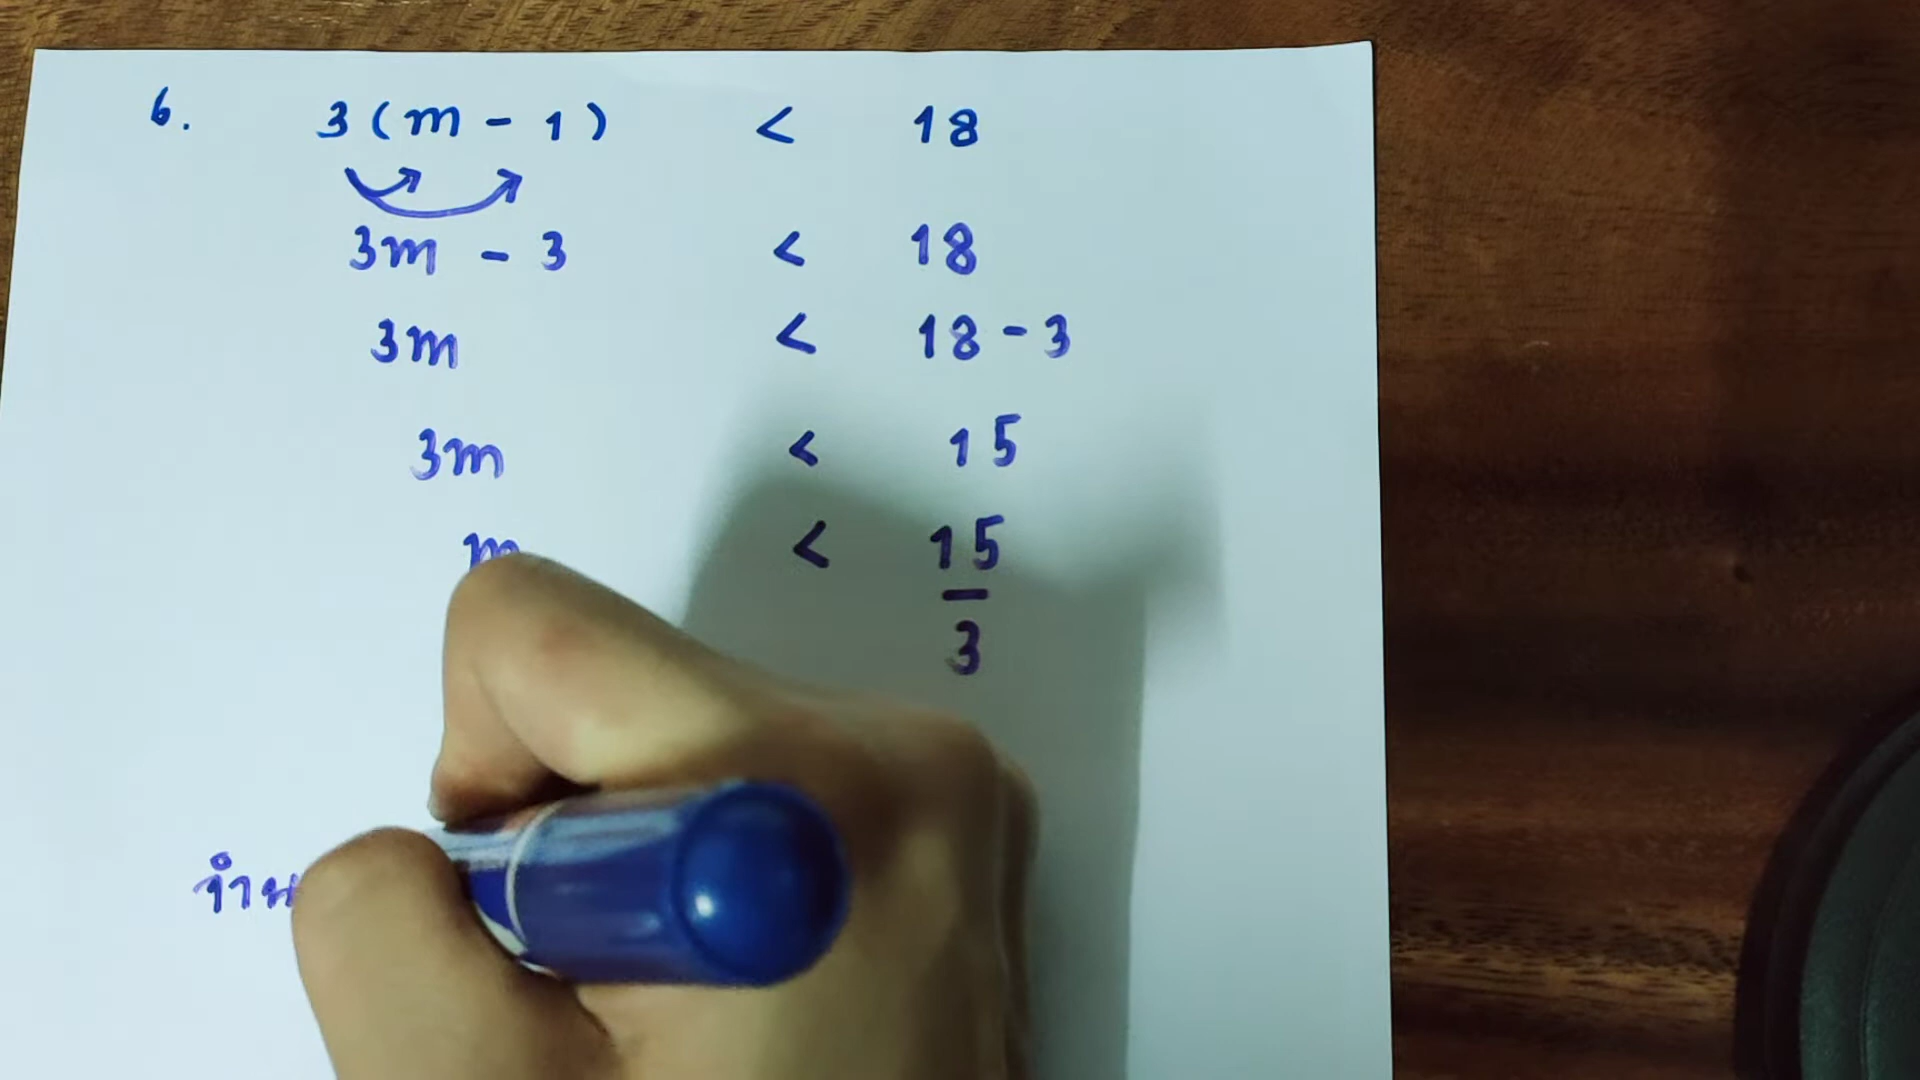 6. 3(m - 1) < 18
3m - 3 < 18
3m < 18 - 3
3m < 15
m < 15
3